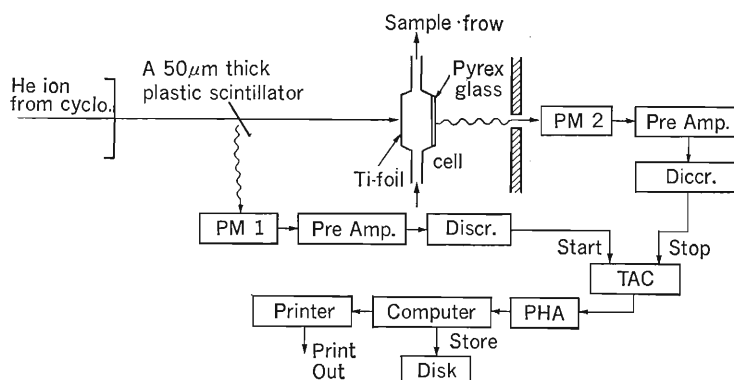 Sample·frow
He ion
from cyclo.
A 50μm thick
plastic scintillator
Pyrex
glass
PM 2
Pre Amp.
Ti-foil
cell
Diccr.
PM 1
Pre Amp.
Discr.
Start
Stop
TAC
Printer
Computer
PHA
Print
Out
Store
Disk